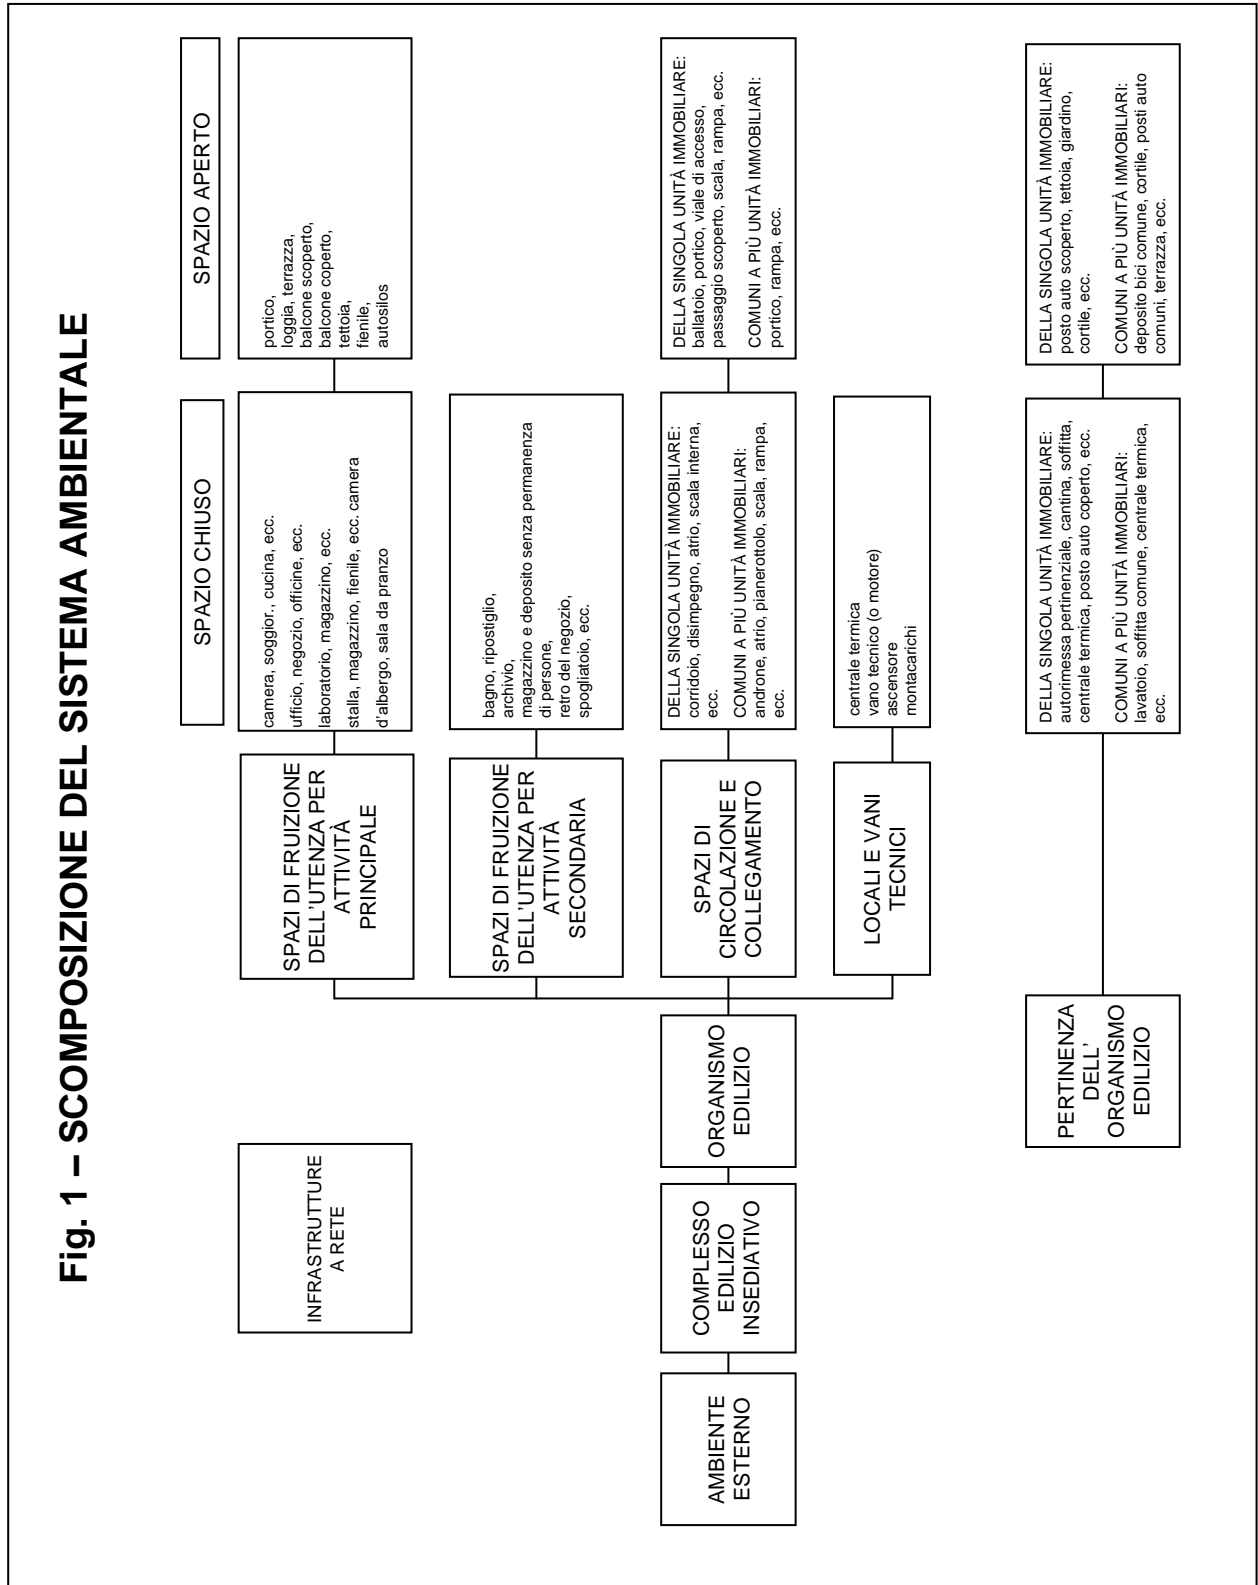 Fig. 1 – SCOMPOSIZIONE DEL SISTEMA AMBIENTALE
SPAZIO CHIUSO
SPAZIO APERTO
INFRASTRUTTURE
A RETE
SPAZI DI FRUIZIONE
DELL'UTENZA PER
ATTIVITÀ
PRINCIPALE
camera, soggior., cucina, ecc.
ufficio, negozio, officine, ecc.
laboratorio, magazzino, ecc.
stalla, magazzino, fienile, ecc. camera
d'albergo, sala da pranzo
portico,
loggia, terrazza,
balcone scoperto,
balcone coperto,
tettoia,
fienile,
autosilos
SPAZI DI FRUIZIONE
DELL'UTENZA PER
ATTIVITÀ
SECONDARIA
bagno, ripostiglio,
archivio,
magazzino e deposito senza permanenza
di persone,
retro del negozio,
spogliatoio, ecc.
AMBIENTE
ESTERNO
COMPLESSO
EDILIZIO
INSEDIATIVO
ORGANISMO
EDILIZIO
SPAZI DI
CIRCOLAZIONE E
COLLEGAMENTO
DELLA SINGOLA UNITÀ IMMOBILIARE:
corridoio, disimpegno, atrio, scala interna,
ecc.
COMUNI A PIÙ UNITÀ IMMOBILIARI:
androne, atrio, pianerottolo, scala, rampa,
ecc.
DELLA SINGOLA UNITÀ IMMOBILIARE:
ballatoio, portico, viale di accesso,
passaggio scoperto, scala, rampa, ecc.
COMUNI A PIÙ UNITÀ IMMOBILIARI:
portico, rampa, ecc.
LOCALI E VANI
TECNICI
centrale termica
vano tecnico (o motore)
ascensore
montacarichi
PERTINENZA
DELL'
ORGANISMO
EDILIZIO
DELLA SINGOLA UNITÀ IMMOBILIARE:
autorimessa pertinenziale, cantina, soffitta,
centrale termica, posto auto coperto, ecc.
COMUNI A PIÙ UNITÀ IMMOBILIARI:
lavatoio, soffitta comune, centrale termica,
ecc.
DELLA SINGOLA UNITÀ IMMOBILIARE:
posto auto scoperto, tettoia, giardino,
cortile, ecc.
COMUNI A PIÙ UNITÀ IMMOBILIARI:
deposito bici comune, cortile, posti auto
comuni, terrazza, ecc.